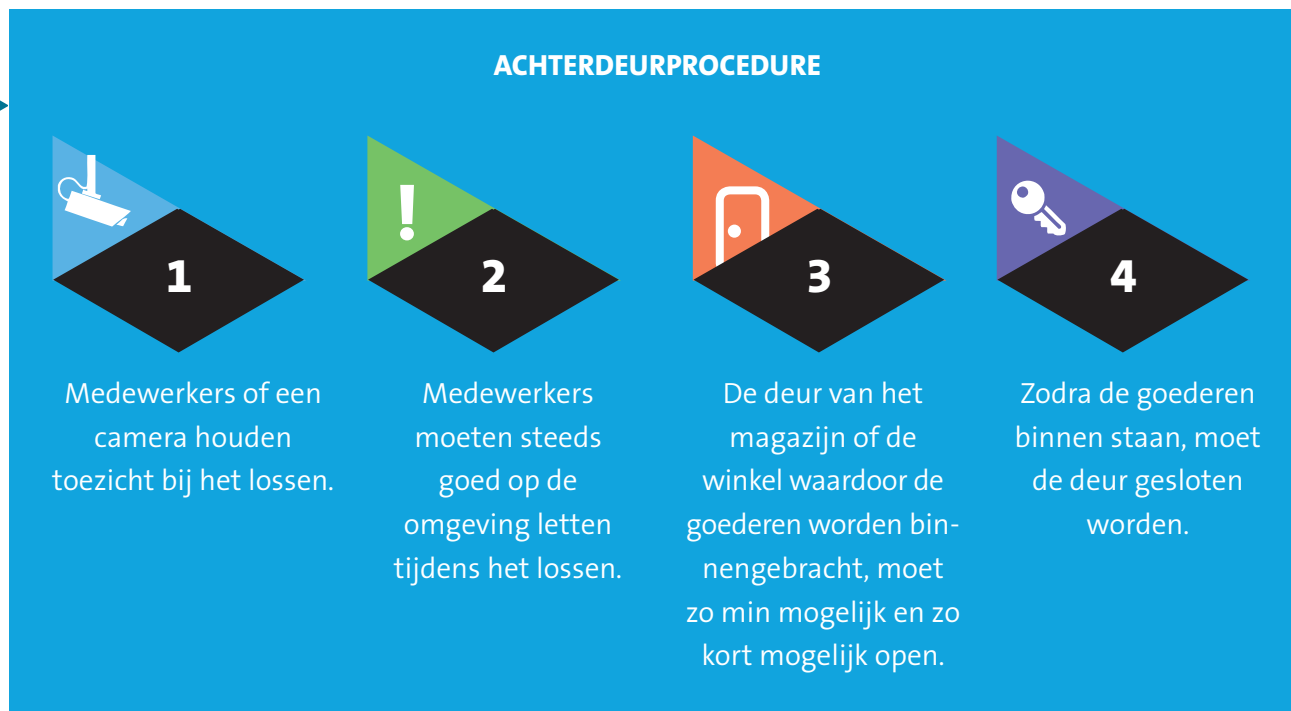 ACHTERDEURPROCEDURE
1
Medewerkers of een
camera houden
toezicht bij het lossen.
2
Medewerkers
moeten steeds
goed op de
omgeving letten
tijdens het lossen.
3
De deur van het
magazijn of de
winkel waardoor de
goederen worden bin-
nengebracht, moet
zo min mogelijk en zo
kort mogelijk open.
4
Zodra de goederen
binnen staan, moet
de deur gesloten
worden.